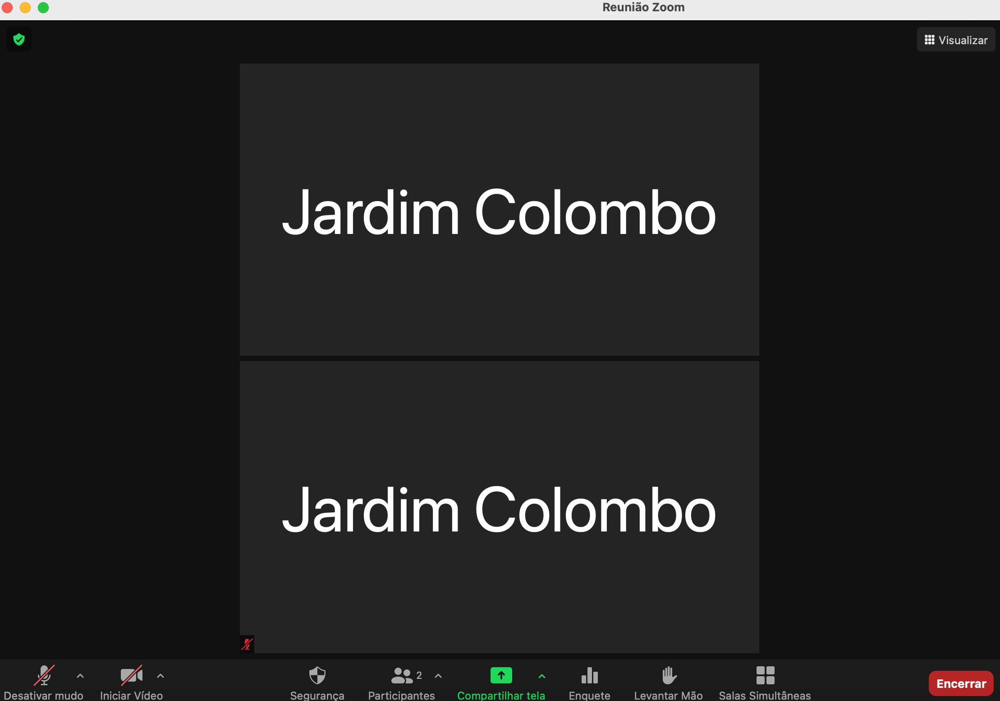 Reunião Zoom
Visualizar
Jardim Colombo
Jardim Colombo
2
Desativar mudo Iniciar Vídeo Segurança Participantes Compartilhar tela Enquete Levantar Mão Salas Simultâneas Encerrar